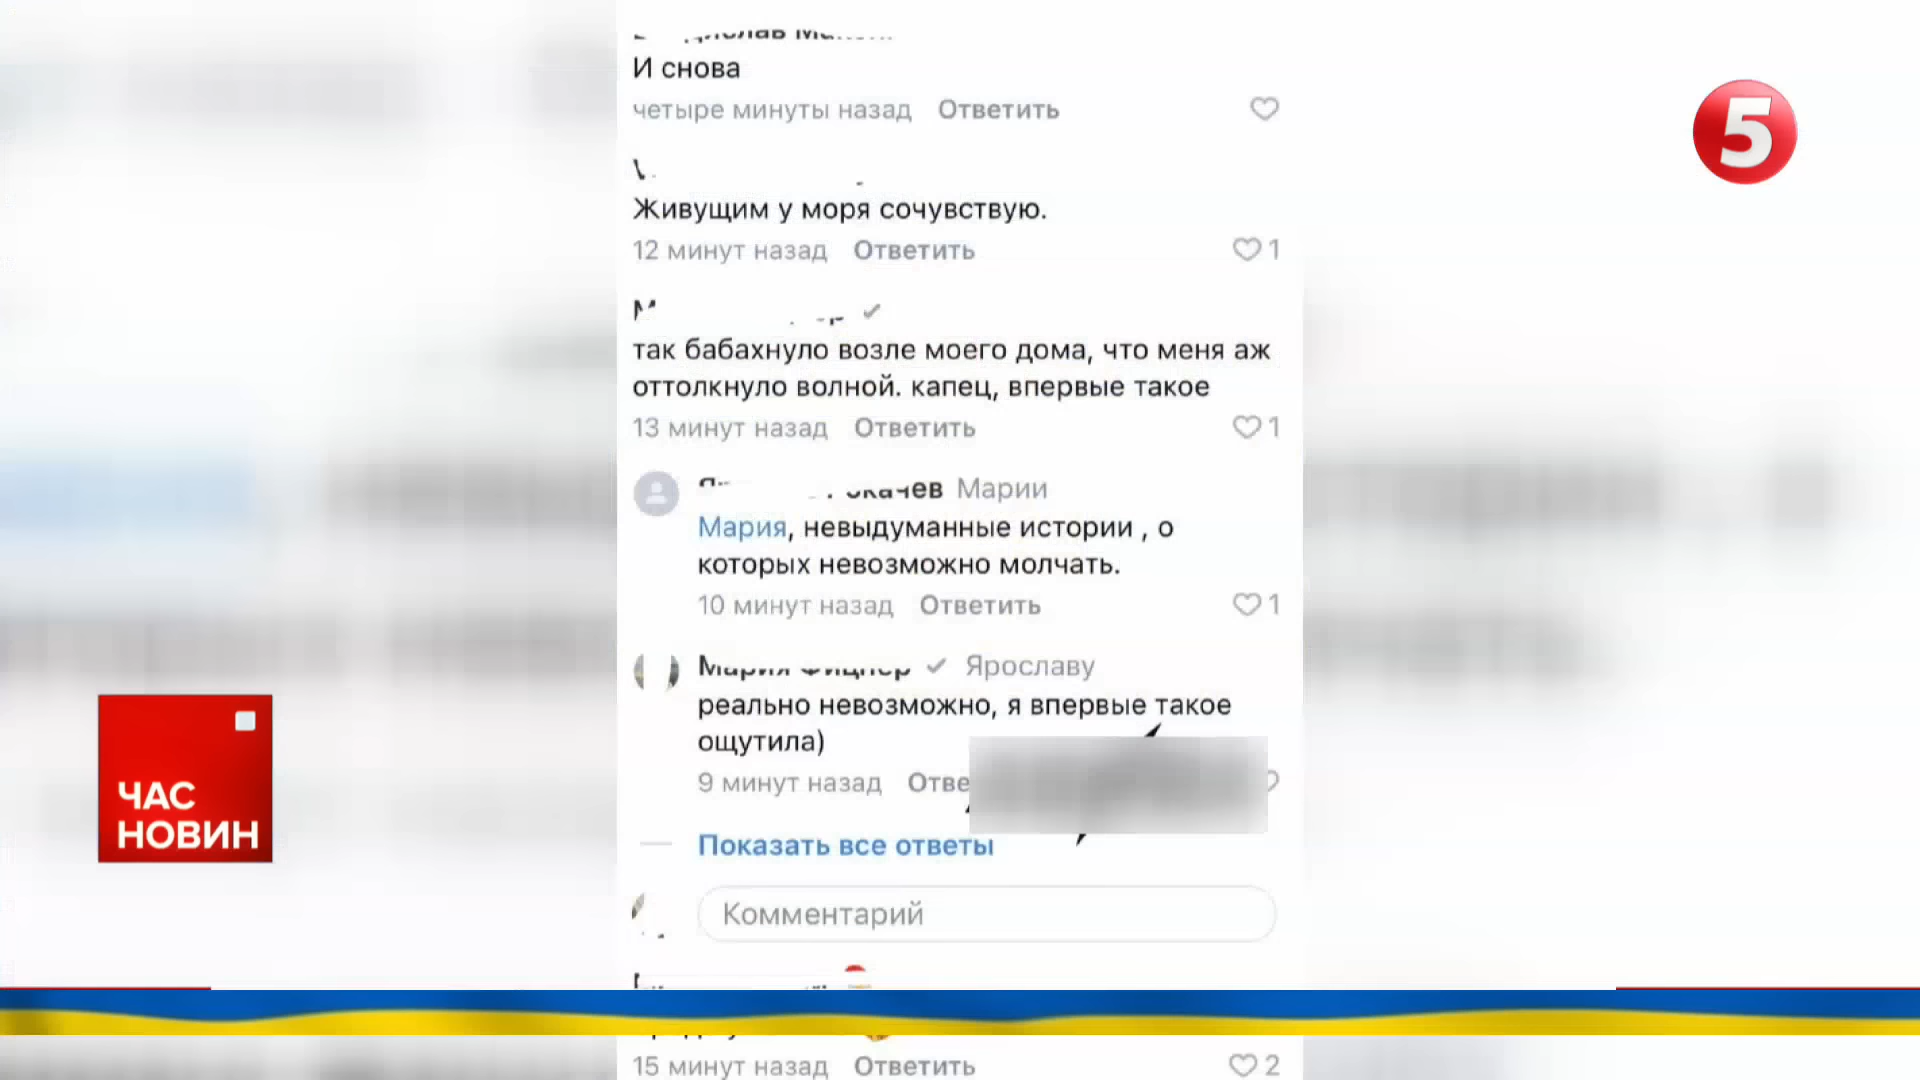 И снова
четыре минуты назад Ответить
5
Живущим у моря сочувствую.
12 минут назад Ответить 1
так бабахнуло возле моего дома, что меня аж
оттолкнуло волной. капец, впервые такое
13 минут назад Ответить 1
Марии
Мария, невыдуманные истории , о
которых невозможно молчать.
10 минут назад Ответить 1
Ярославу
реально невозможно, я впервые такое
ощутила)
9 минут назад Отве
Показать все ответы
Комментарий
15 минут назад Ответить 2
ЧАС
НОВИН